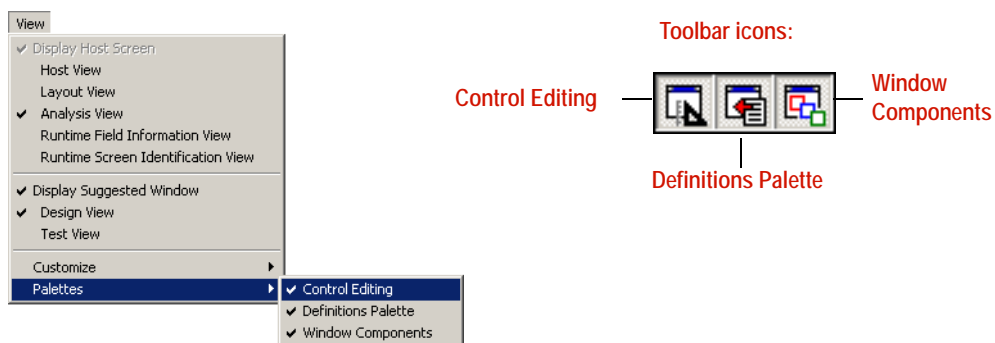 View
Display Host Screen
Host View
Layout View
Analysis View
Runtime Field Information View
Runtime Screen Identification View
Display Suggested Window
Design View
Test View
Customize
Palettes
Control Editing
Definitions Palette
Window Components
Toolbar icons:
Control Editing
Window
Components
Definitions Palette